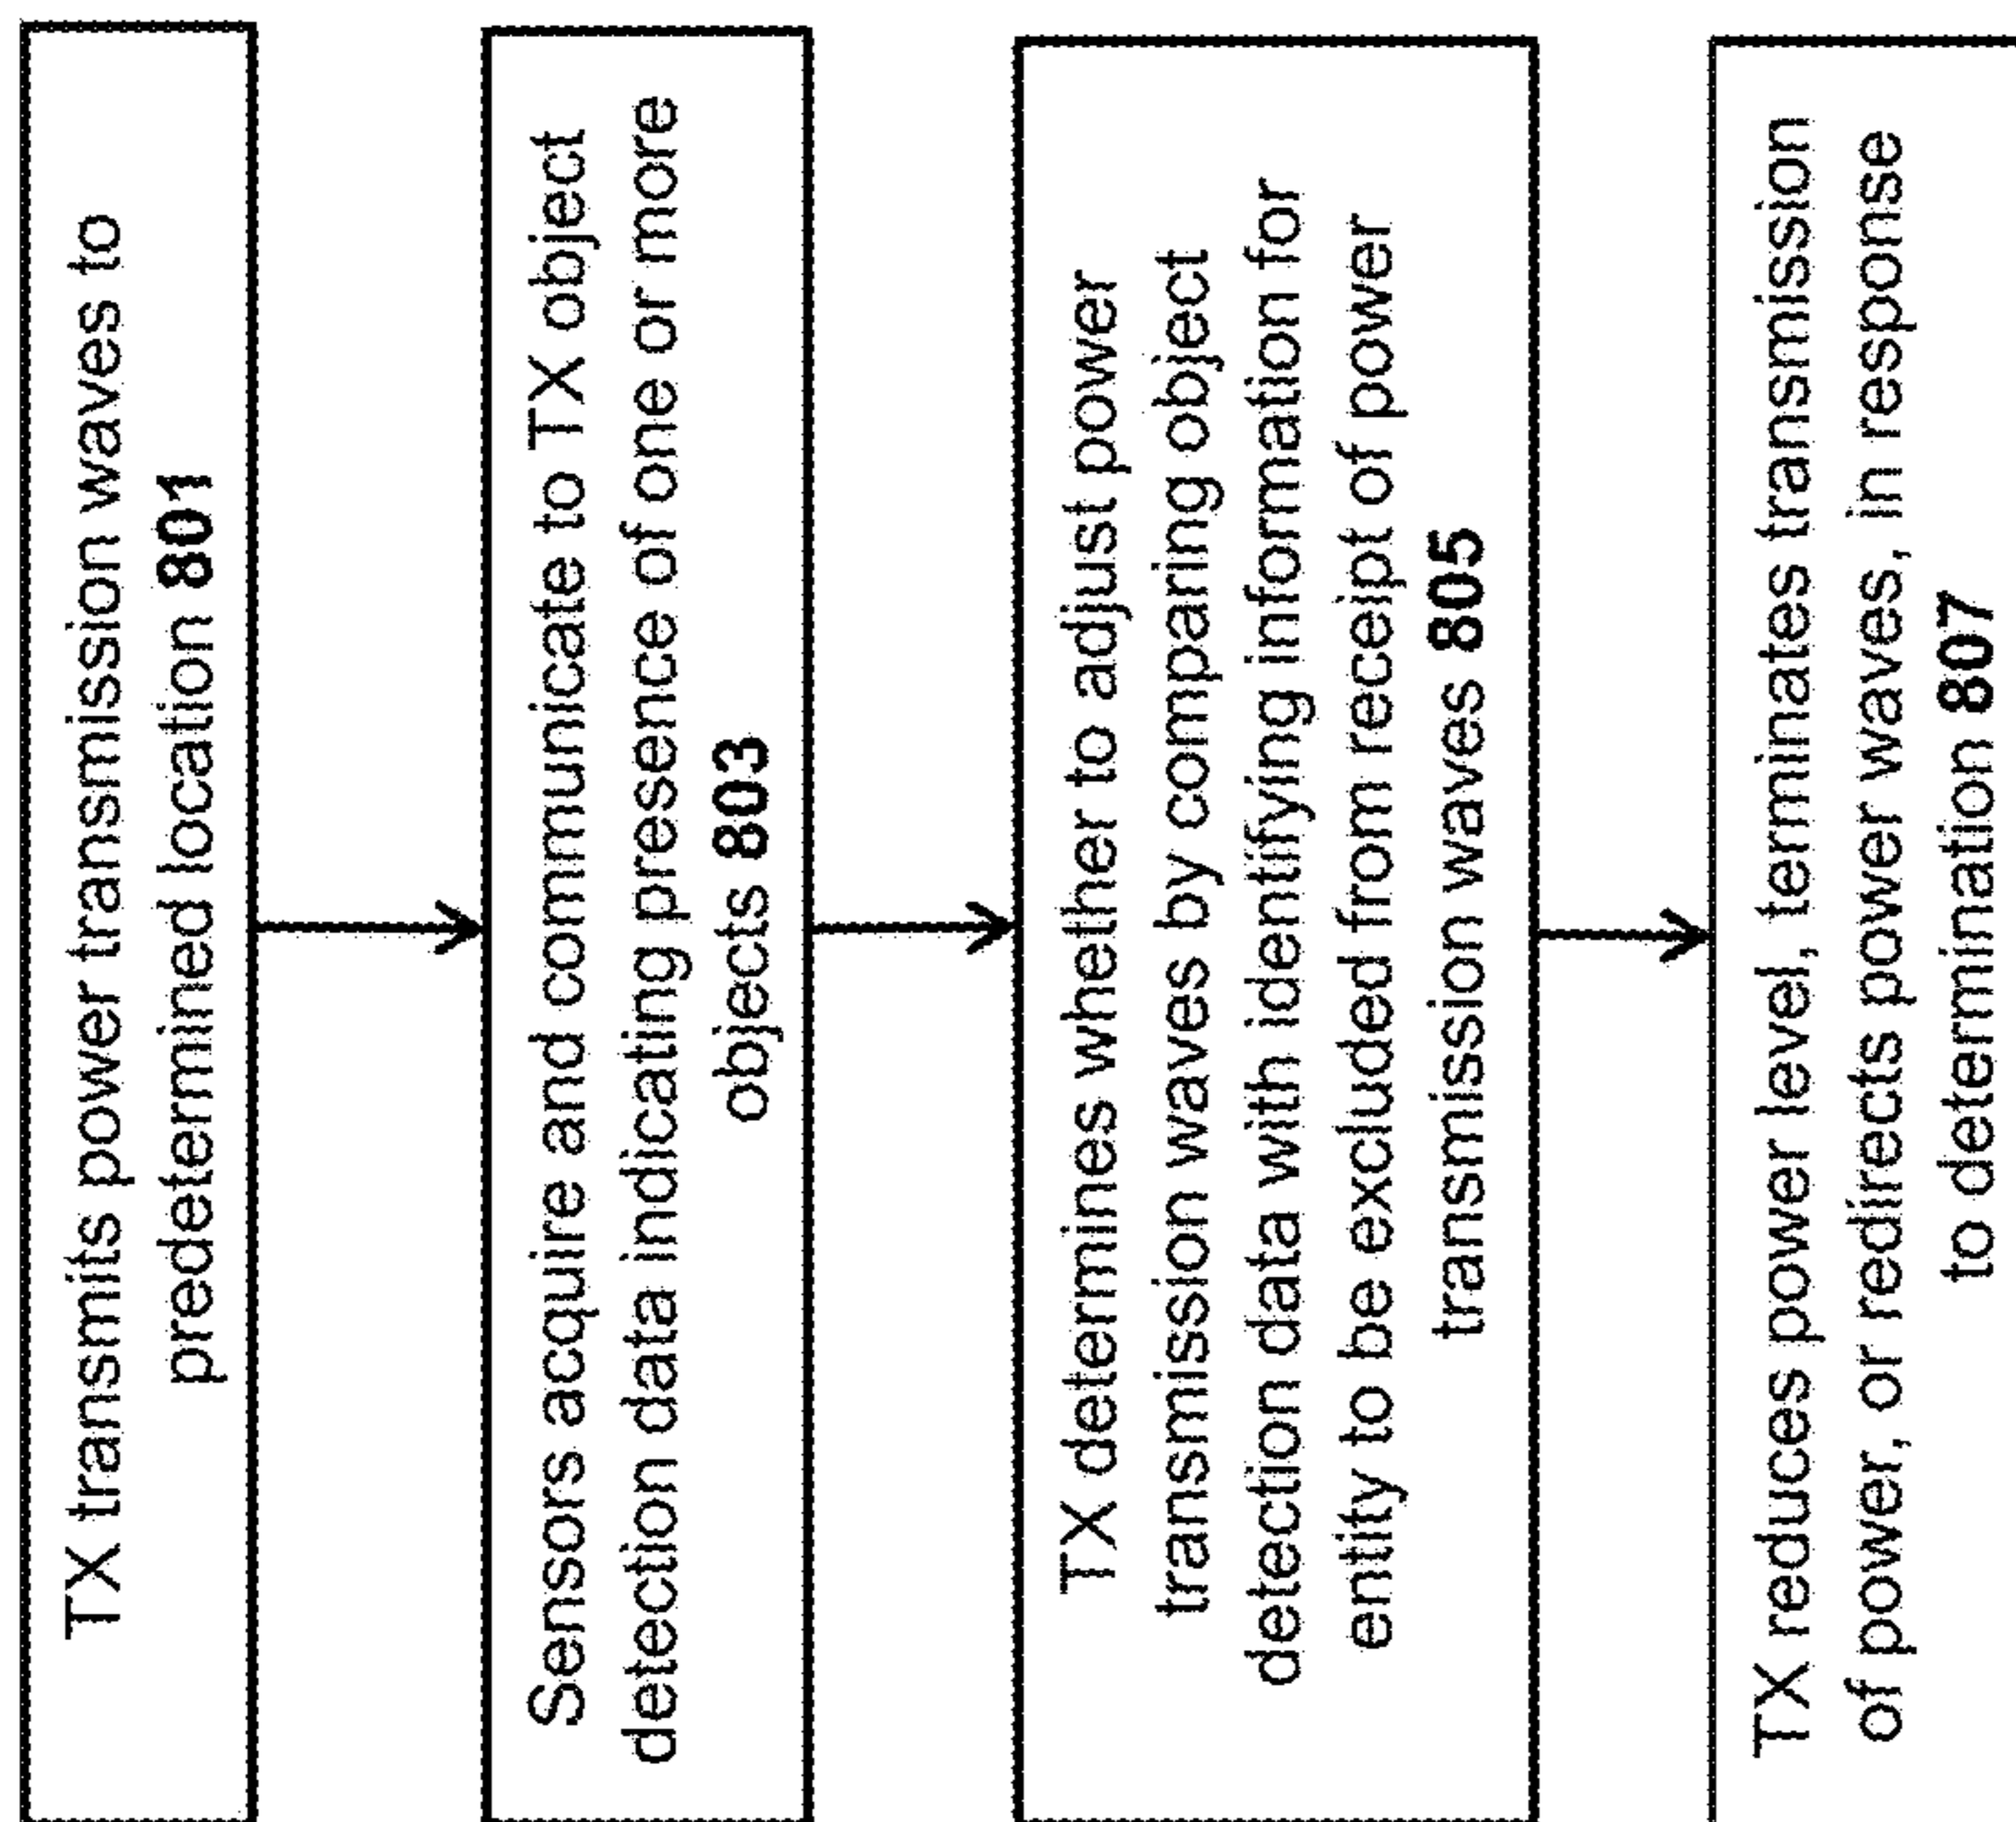 TX transmits power transmission waves to
predetermined location 801
Sensors acquire and communicate to TX object
detection data indicating presence of one or more
objects 803
TX determines whether to adjust power
transmission waves by comparing object
detection data with identifying information for
entity to be excluded from receipt of power
transmission waves 805
TX reduces power level, terminates transmission
of power, or redirects power waves, in response
to determination 807